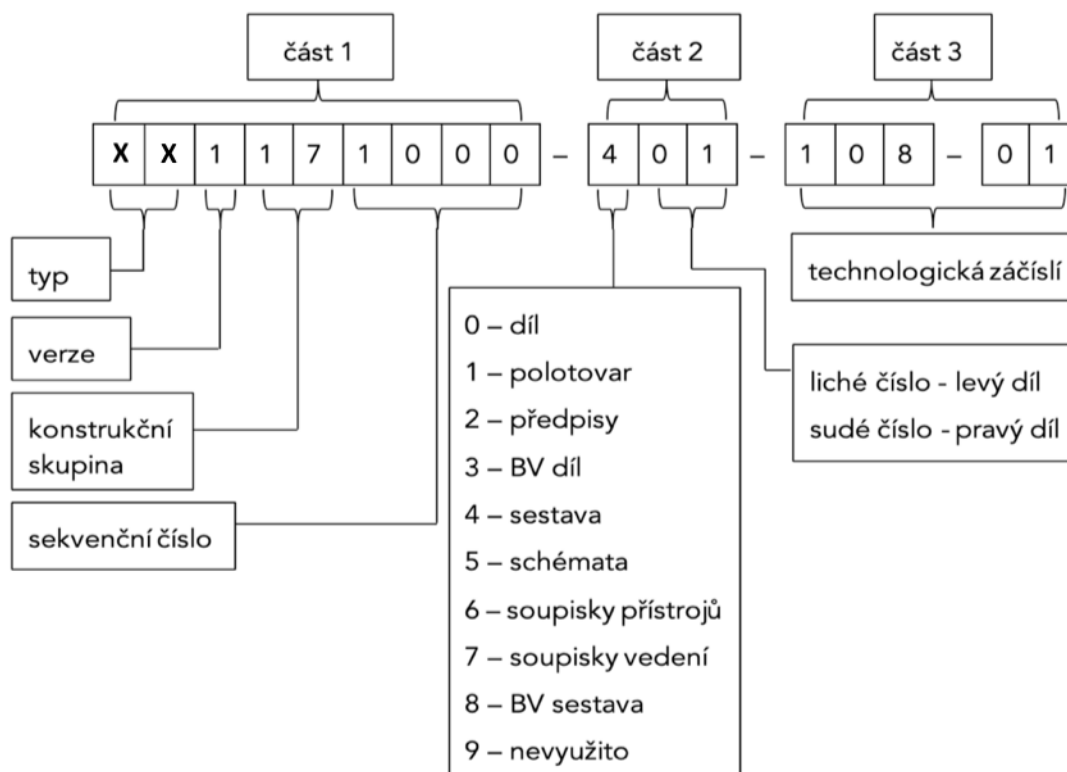 část 1
část 2
část 3
X X 1 1 7 1 0 0 0 – 4 0 1 – 1 0 8 – 0 1
typ
verze
konstrukční
skupina
sekvenční číslo
0 – díl
1 – polotovar
2 – předpisy
3 – BV díl
4 – sestava
5 – schémata
6 – soupisky přístrojů
7 – soupisky vedení
8 – BV sestava
9 – nevyužito
technologická záčíslí
liché číslo - levý díl
sudé číslo - pravý díl